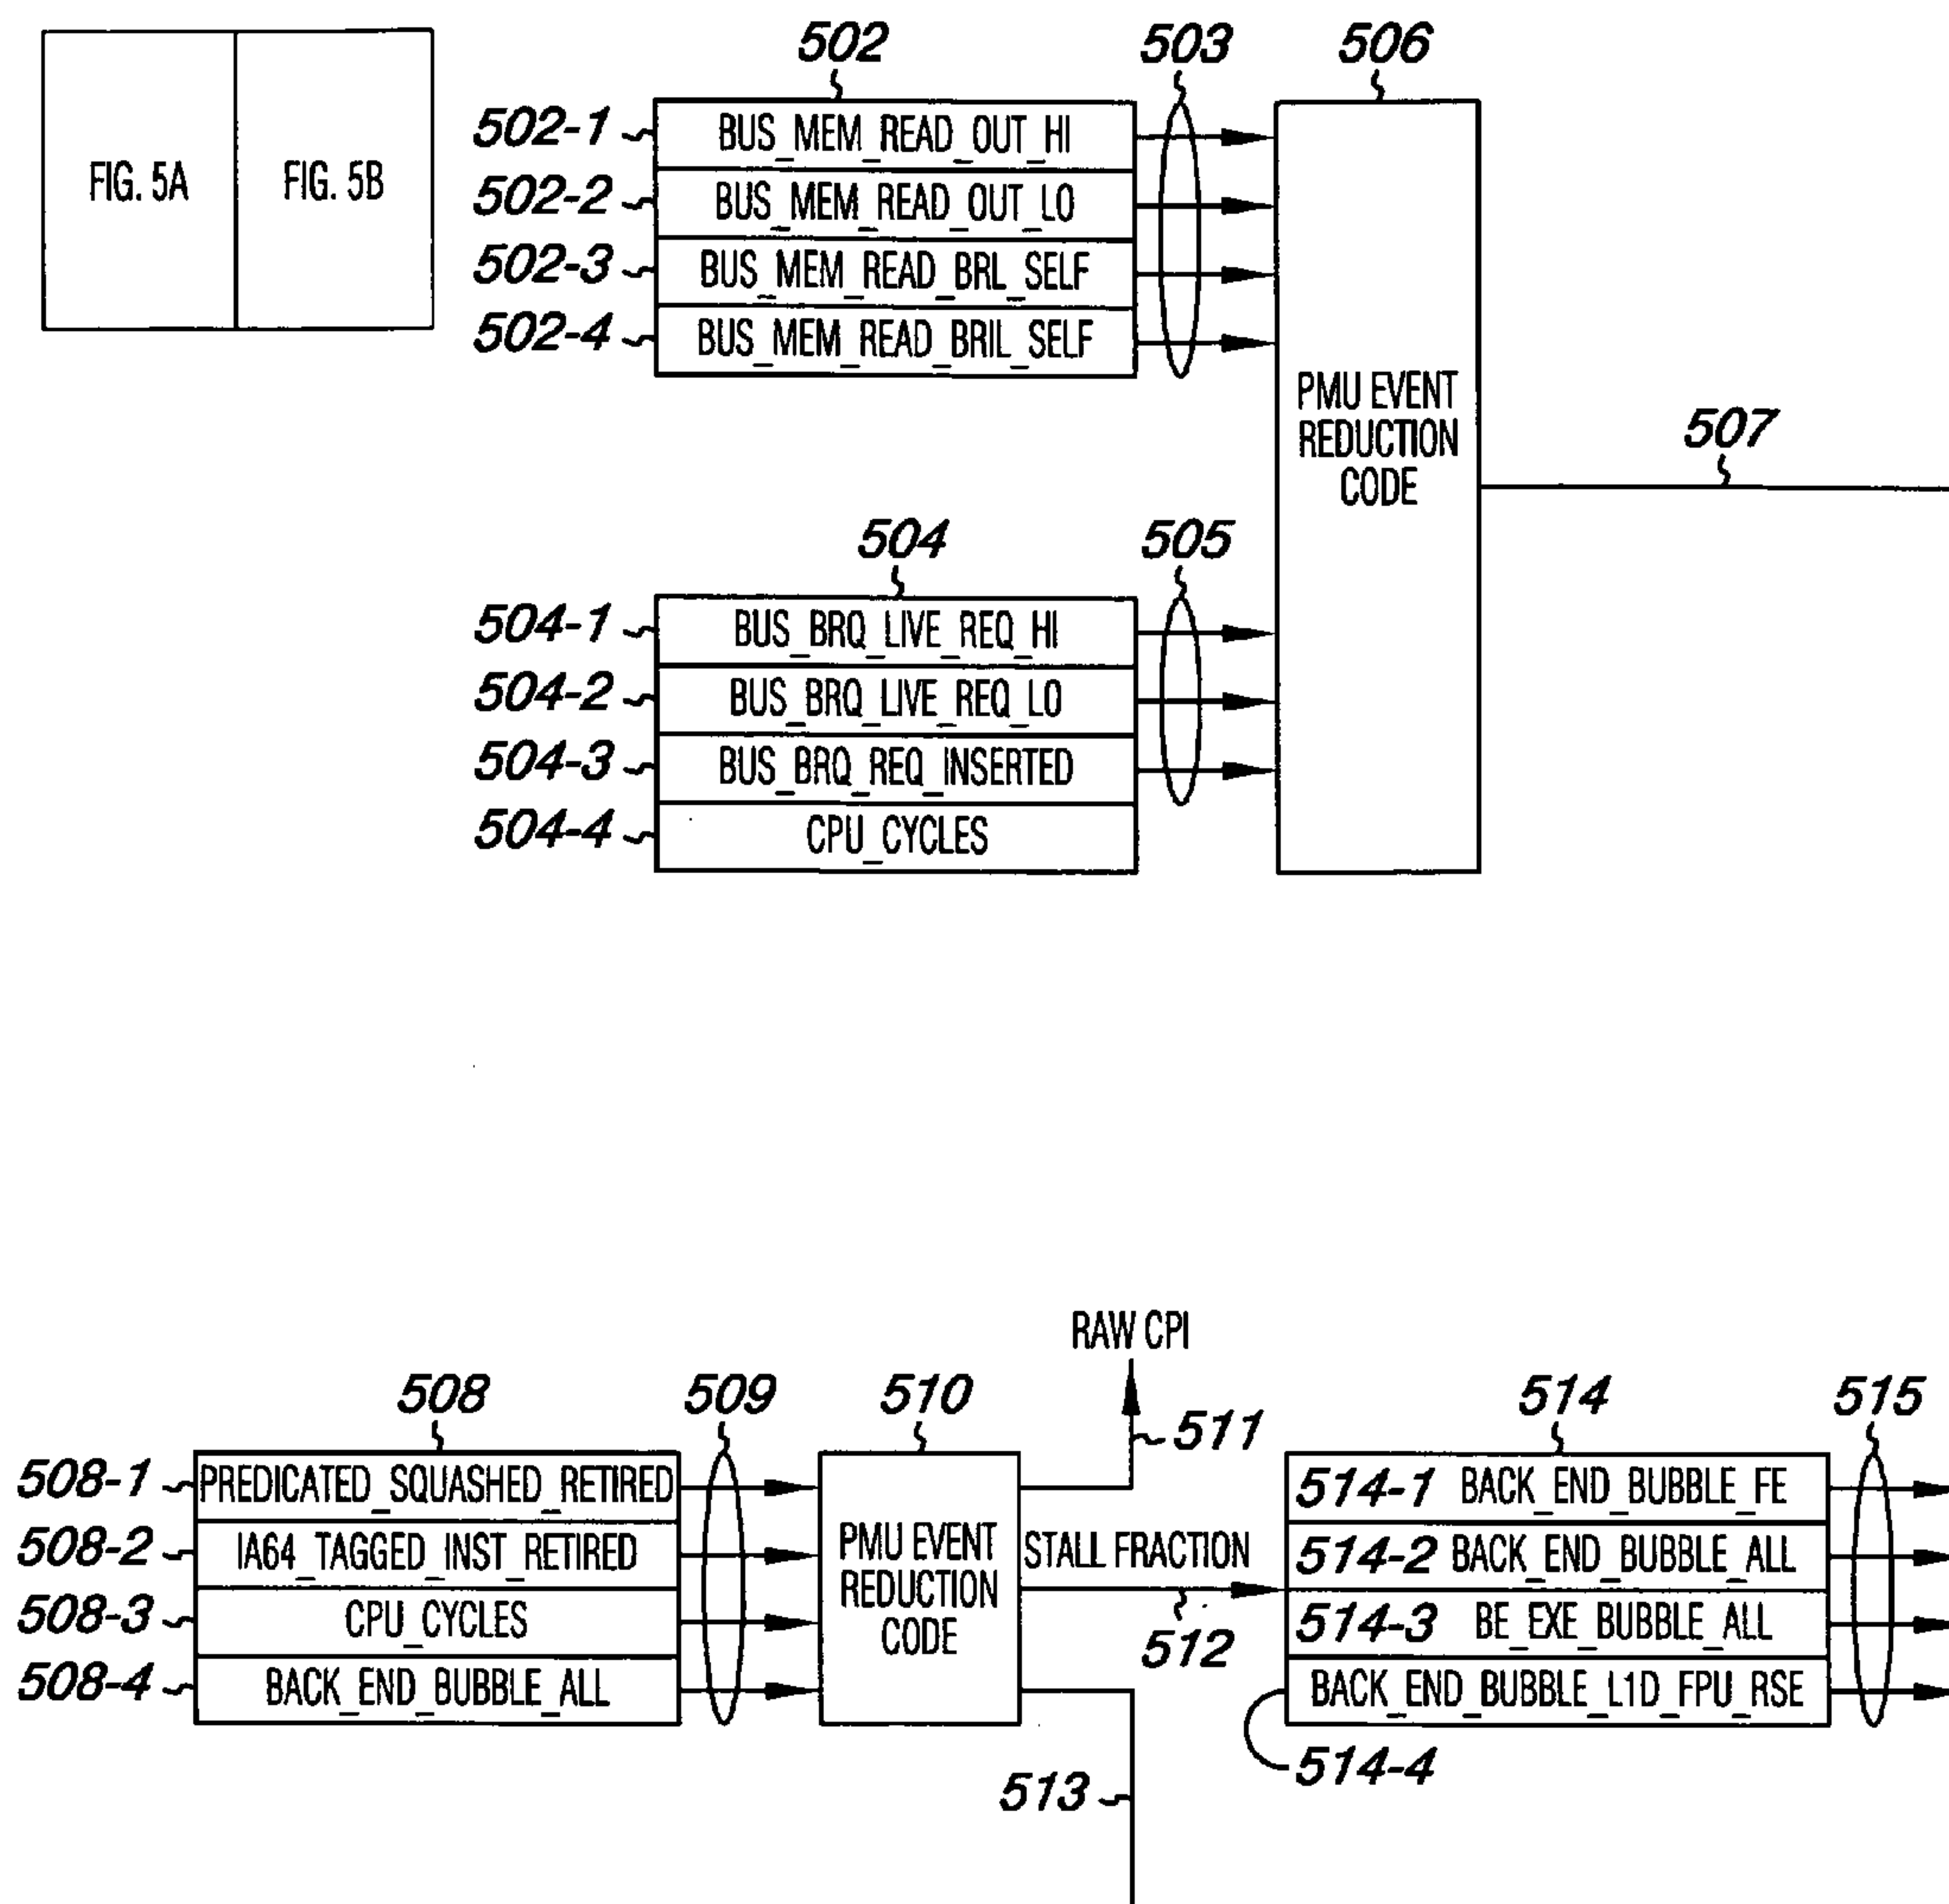 FIG. 5A
FIG. 5B
502
503
506
502-1
BUS_MEM_READ_OUT_HI
502-2
BUS_MEM_READ_OUT_LO
502-3
BUS_MEM_READ_BRL_SELF
502-4
BUS_MEM_READ_BRIL_SELF
PMU EVENT
REDUCTION
CODE
507
504
505
504-1
BUS_BRQ_LIVE_REQ_HI
504-2
BUS_BRQ_LIVE_REQ_LO
504-3
BUS_BRQ_REQ_INSERTED
504-4
CPU_CYCLES
RAW CPI
508
509
510
511
514
515
508-1
PREDICATED_SQUASHED_RETIRED
508-2
IA64_TAGGED_INST_RETIRED
508-3
CPU_CYCLES
508-4
BACK_END_BUBBLE_ALL
PMU EVENT
REDUCTION
CODE
STALL FRACTION
512
513
514-1 BACK_END_BUBBLE_FE
514-2 BACK_END_BUBBLE_ALL
514-3 BE_EXE_BUBBLE_ALL
BACK_END_BUBBLE_L1D_FPU_RSE
514-4